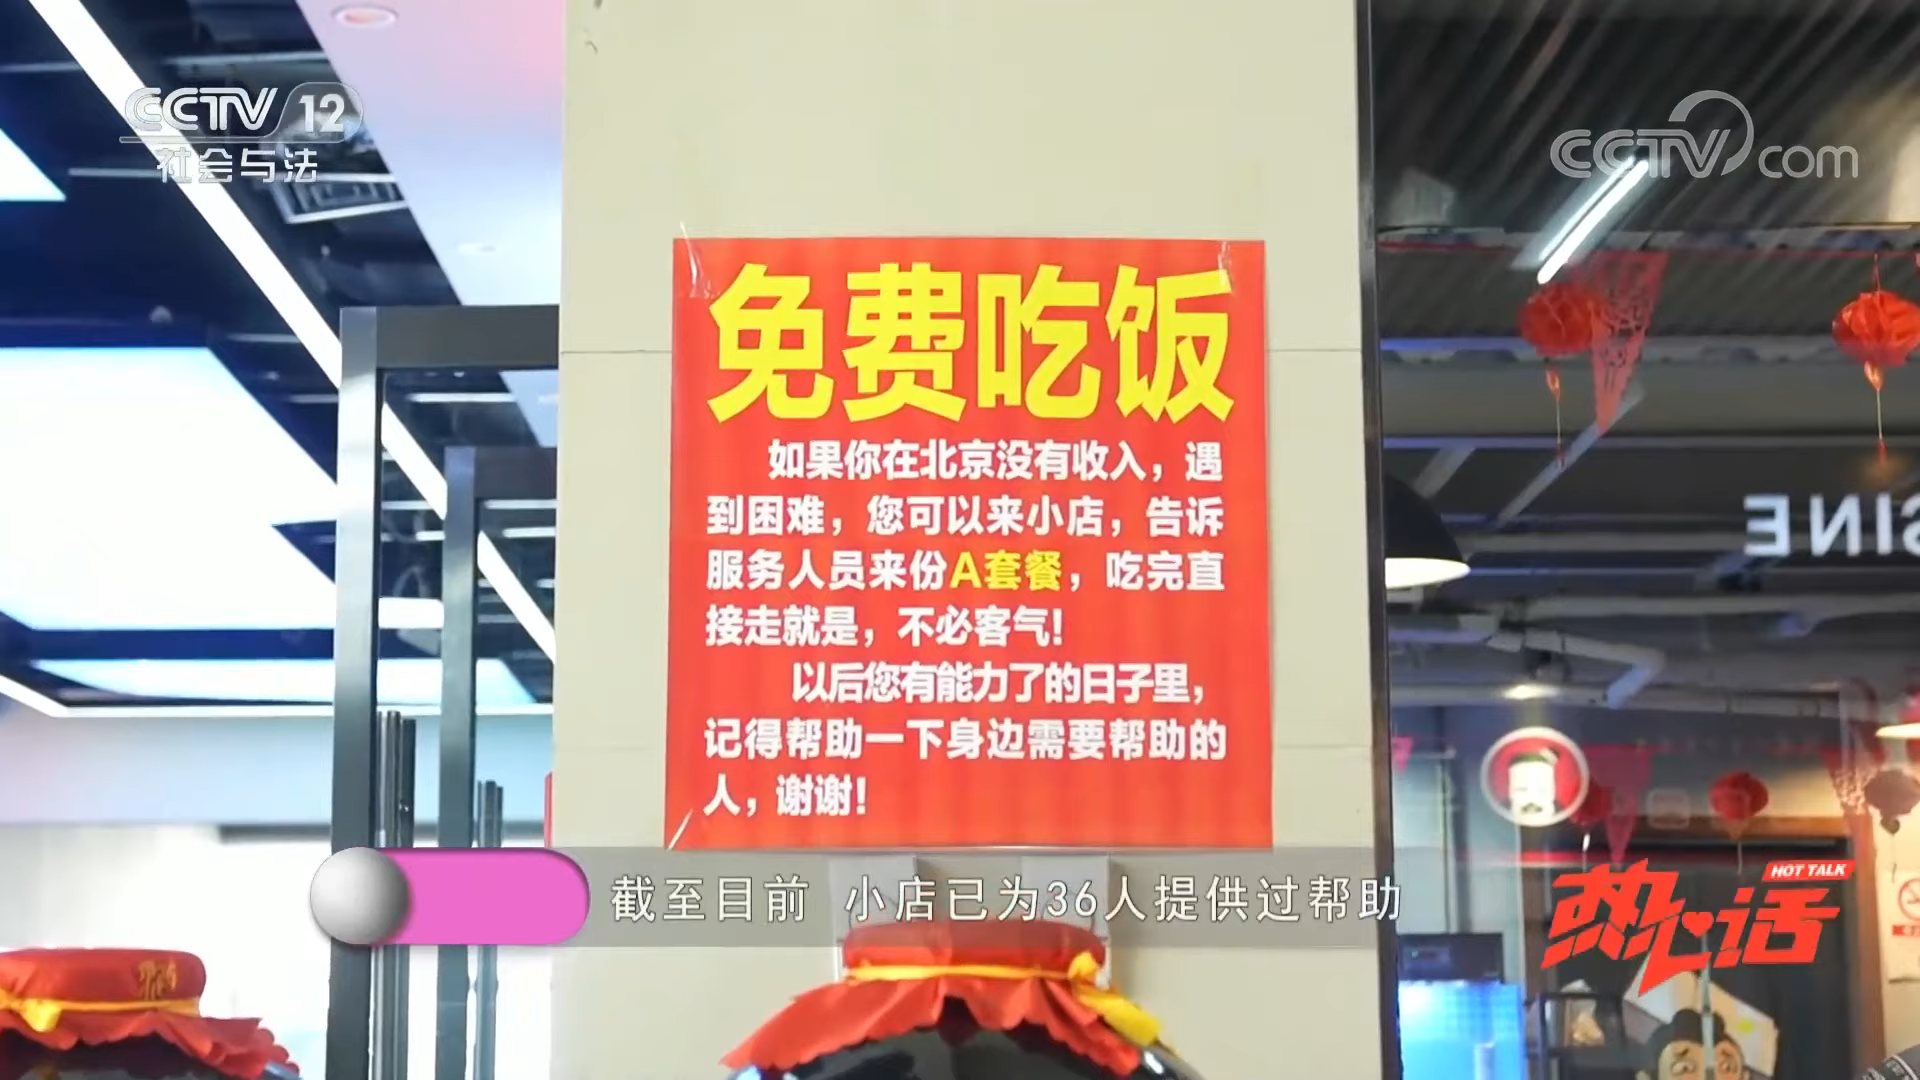 CCTV 12
社会与法
CCTV com
免费吃饭
如果你在北京没有收入，遇
到困难，您可以来小店，告诉
服务人员来份A套餐，吃完直
接走就是，不必客气！
以后您有能力了的日子里，
记得帮助一下身边需要帮助的
人，谢谢！
截至目前 小店已为36人提供过帮助
HOT TALK
热心话